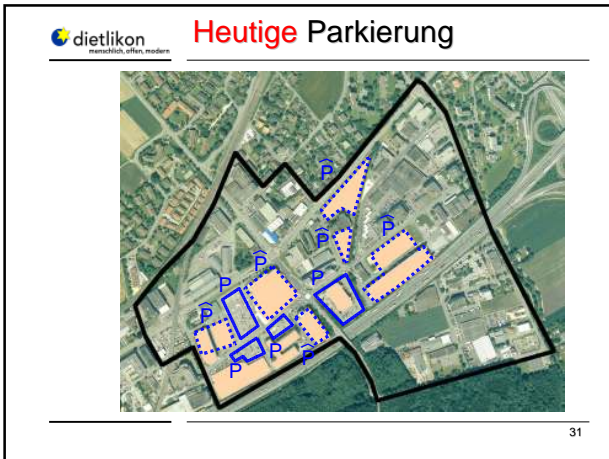 dietlikon
menschlich, offen, modern
Heutige Parkierung
P̂
P̂
P̂
P̂
P
P
P̂
P
P̂
P
31